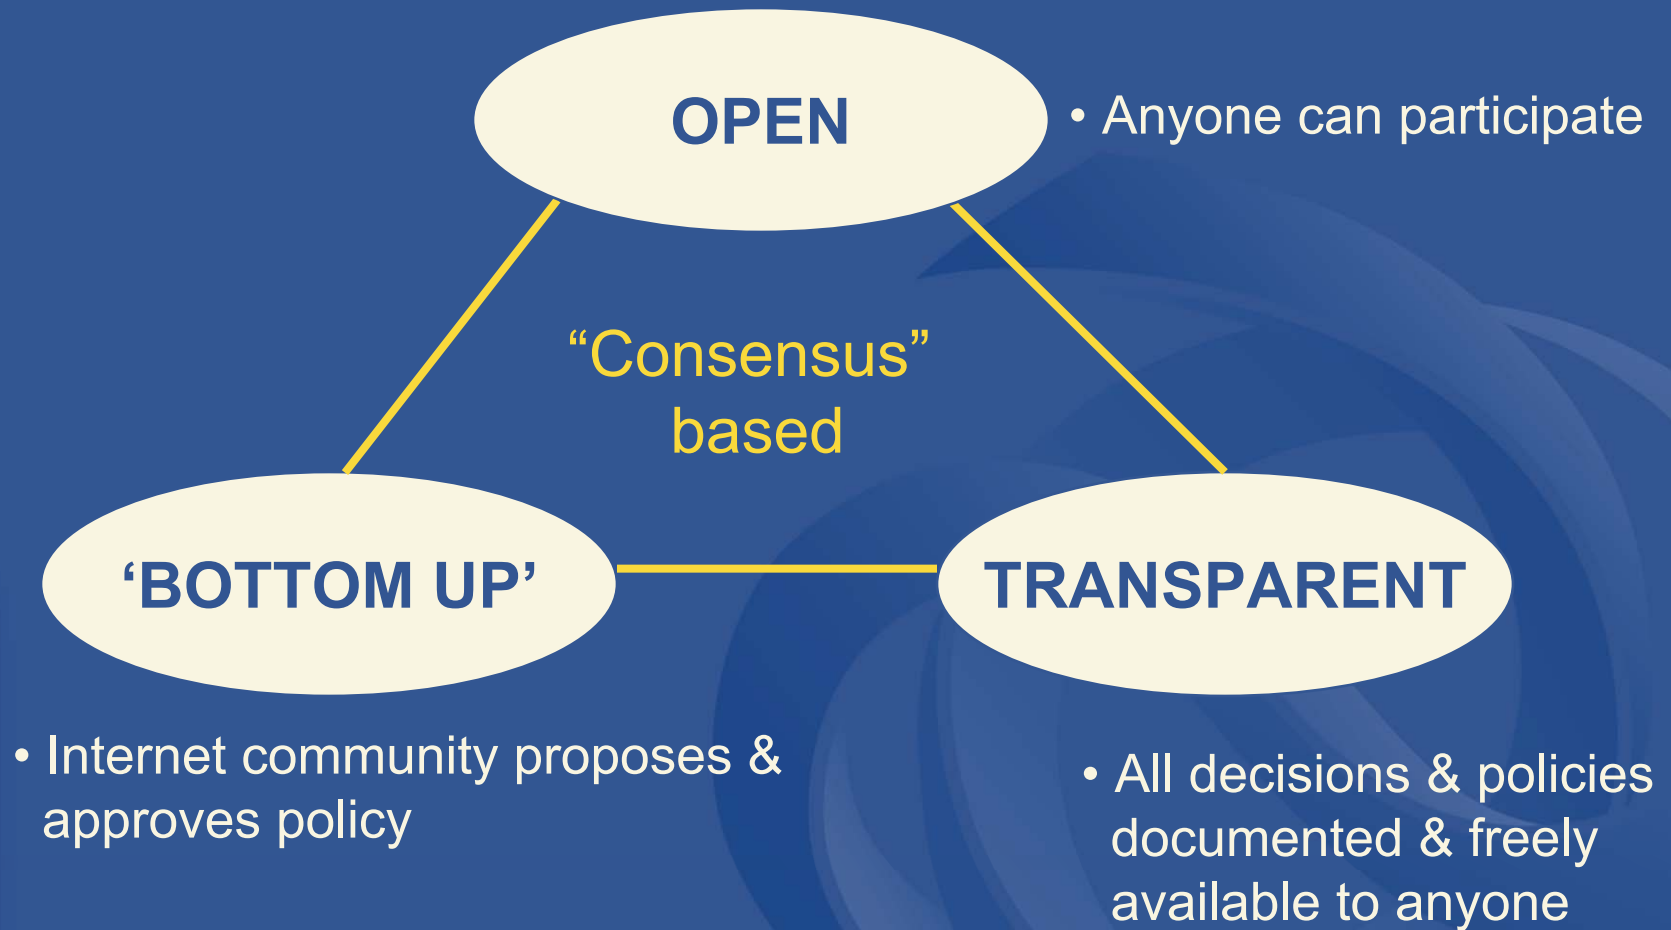 OPEN
• Anyone can participate
“Consensus”
based
‘BOTTOM UP’
TRANSPARENT
• Internet community proposes &
approves policy
• All decisions & policies
documented & freely
available to anyone